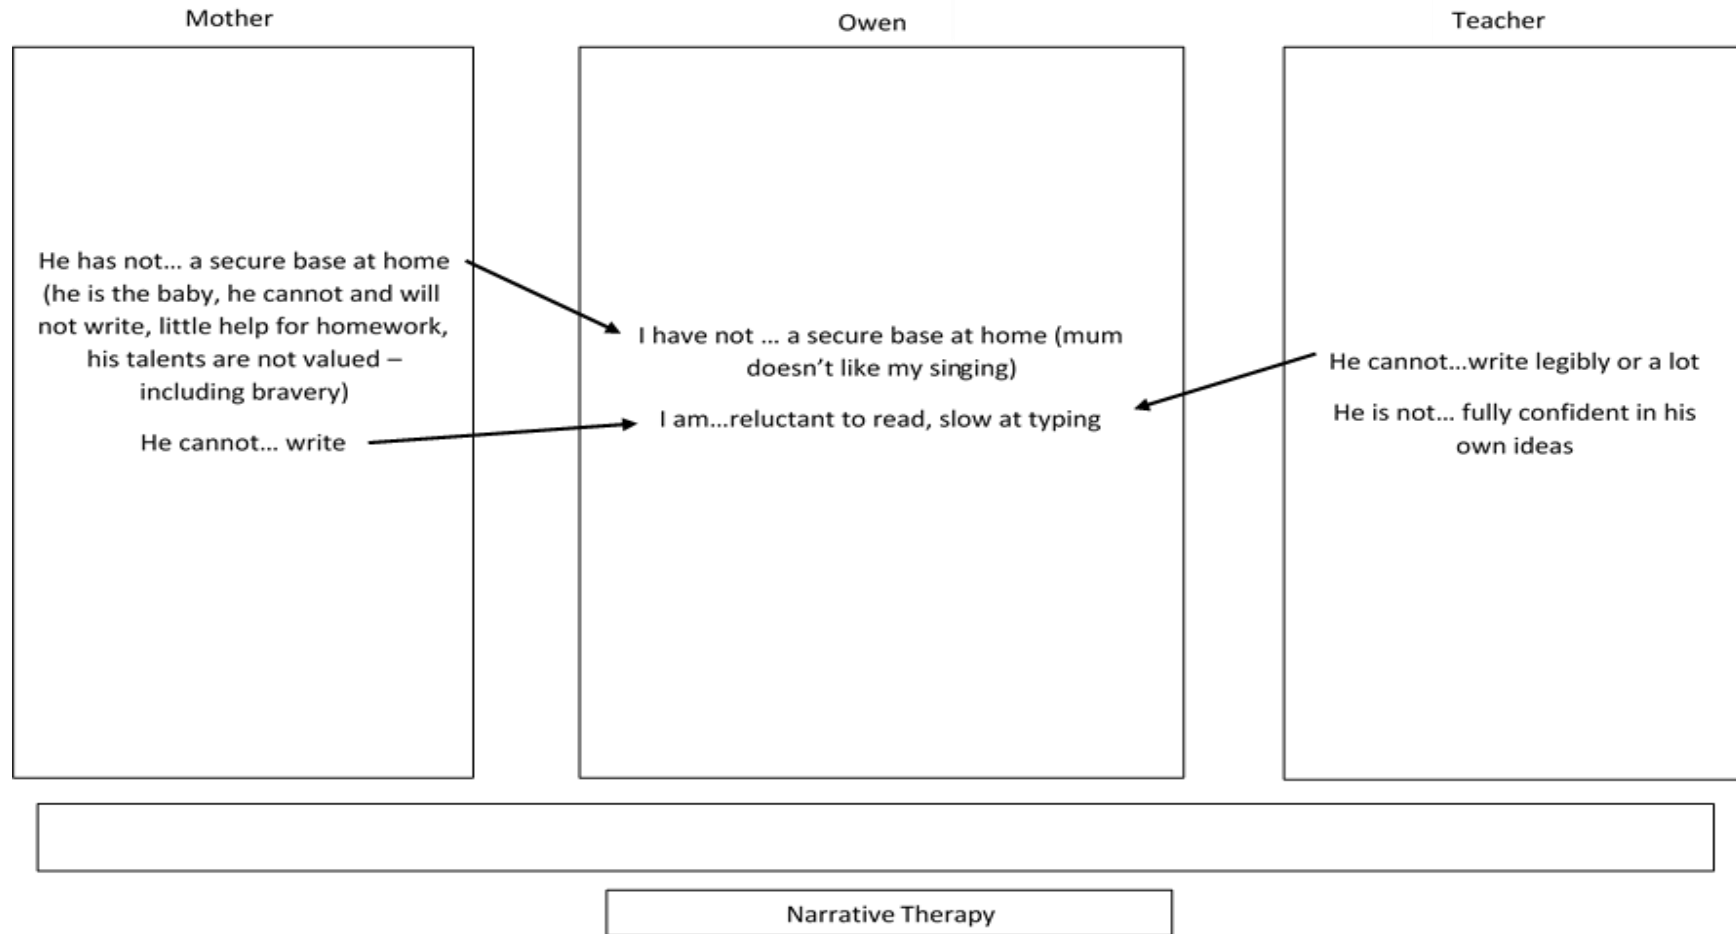 Mother
Owen
Teacher
He has not... a secure base at home
(he is the baby, he cannot and will
not write, little help for homework,
his talents are not valued –
including bravery)
He cannot... write
I have not ... a secure base at home (mum
doesn’t like my singing)
I am...reluctant to read, slow at typing
He cannot...write legibly or a lot
He is not... fully confident in his
own ideas
Narrative Therapy